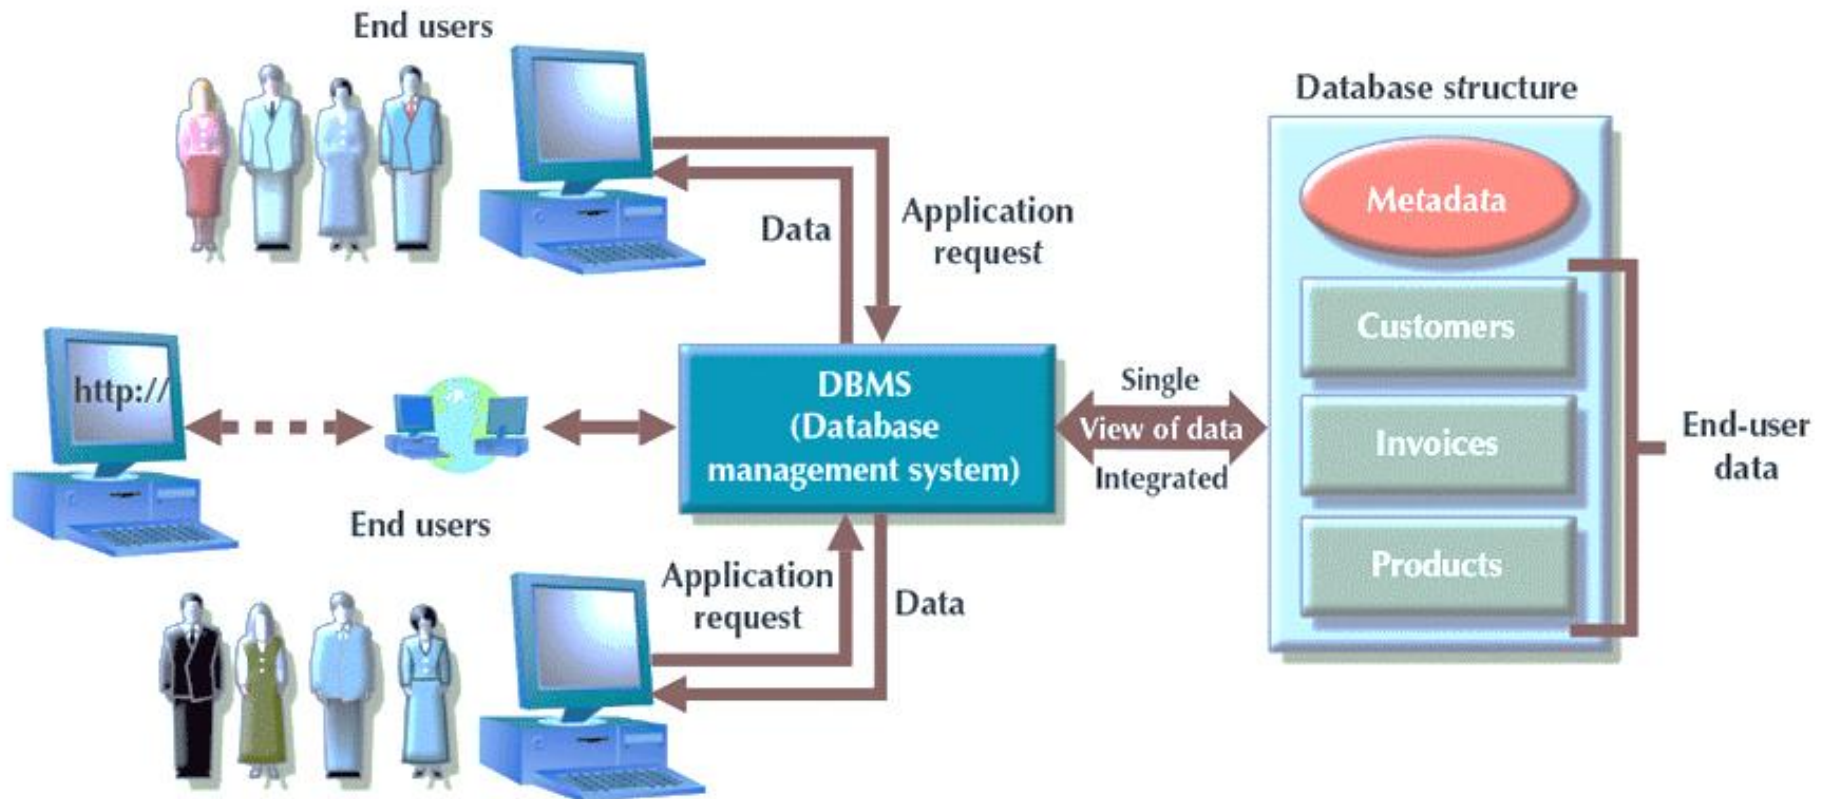 End users
Database structure
Metadata
Data
Application
request
Customers
http://
DBMS
(Database
management system)
Single
View of data
Integrated
Invoices
End-user
data
End users
Application
request
Data
Products